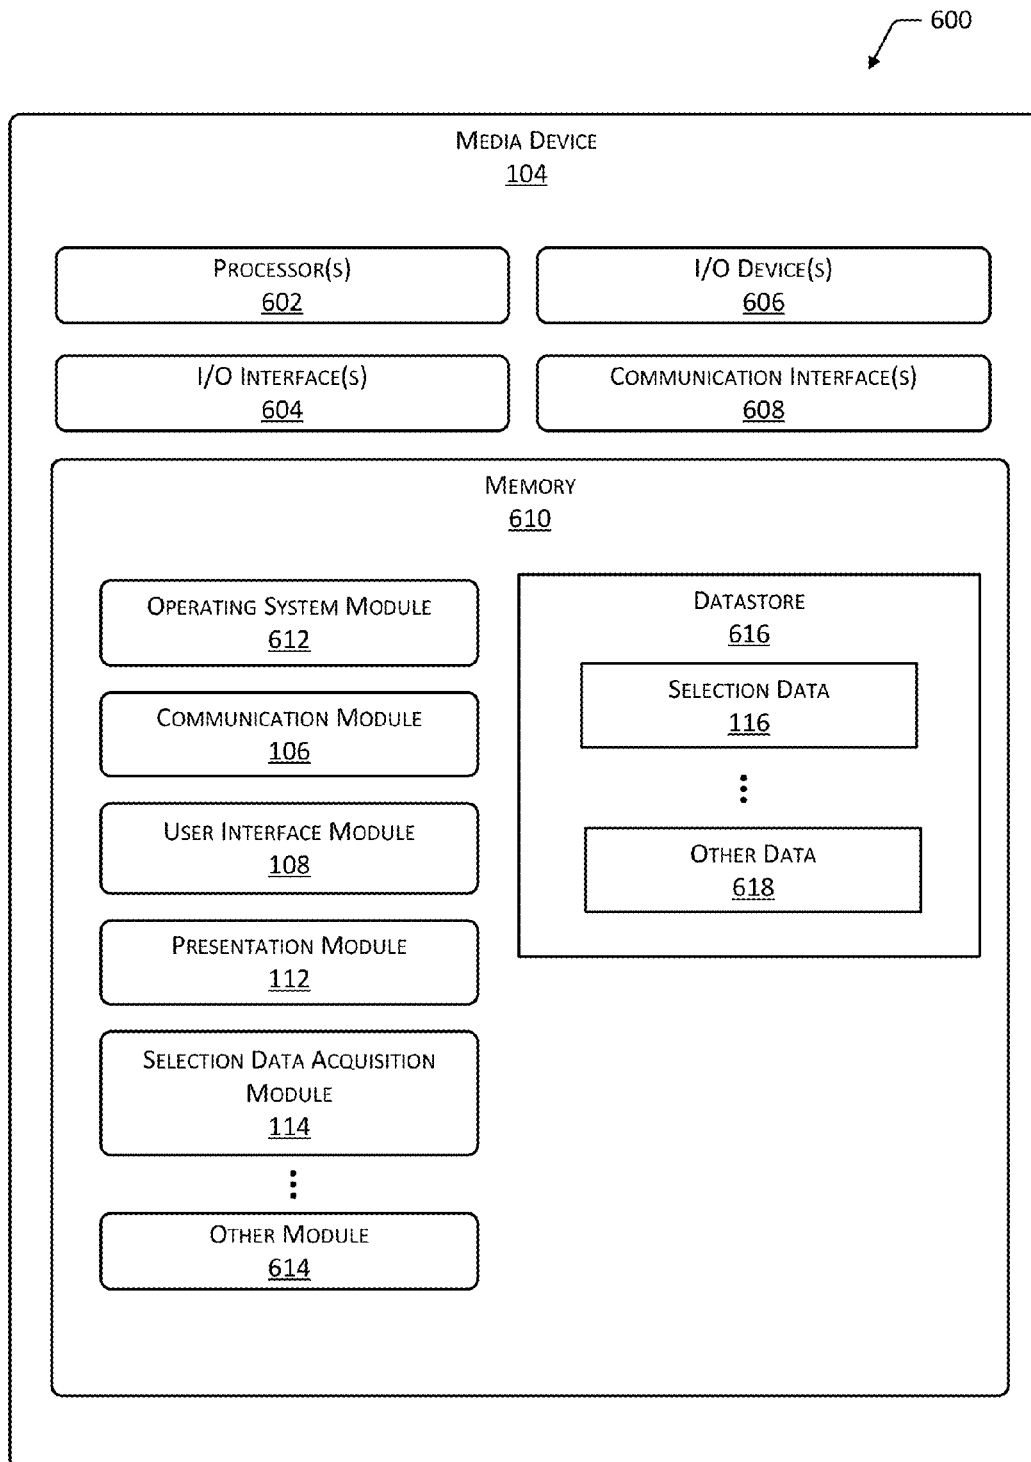 600
MEDIA DEVICE
104
PROCESSOR(S)
602
I/O DEVICE(S)
606
I/O INTERFACE(S)
604
COMMUNICATION INTERFACE(S)
608
MEMORY
610
OPERATING SYSTEM MODULE
612
COMMUNICATION MODULE
106
USER INTERFACE MODULE
108
PRESENTATION MODULE
112
SELECTION DATA ACQUISITION
MODULE
114
OTHER MODULE
614
DATASTORE
616
SELECTION DATA
116
OTHER DATA
618